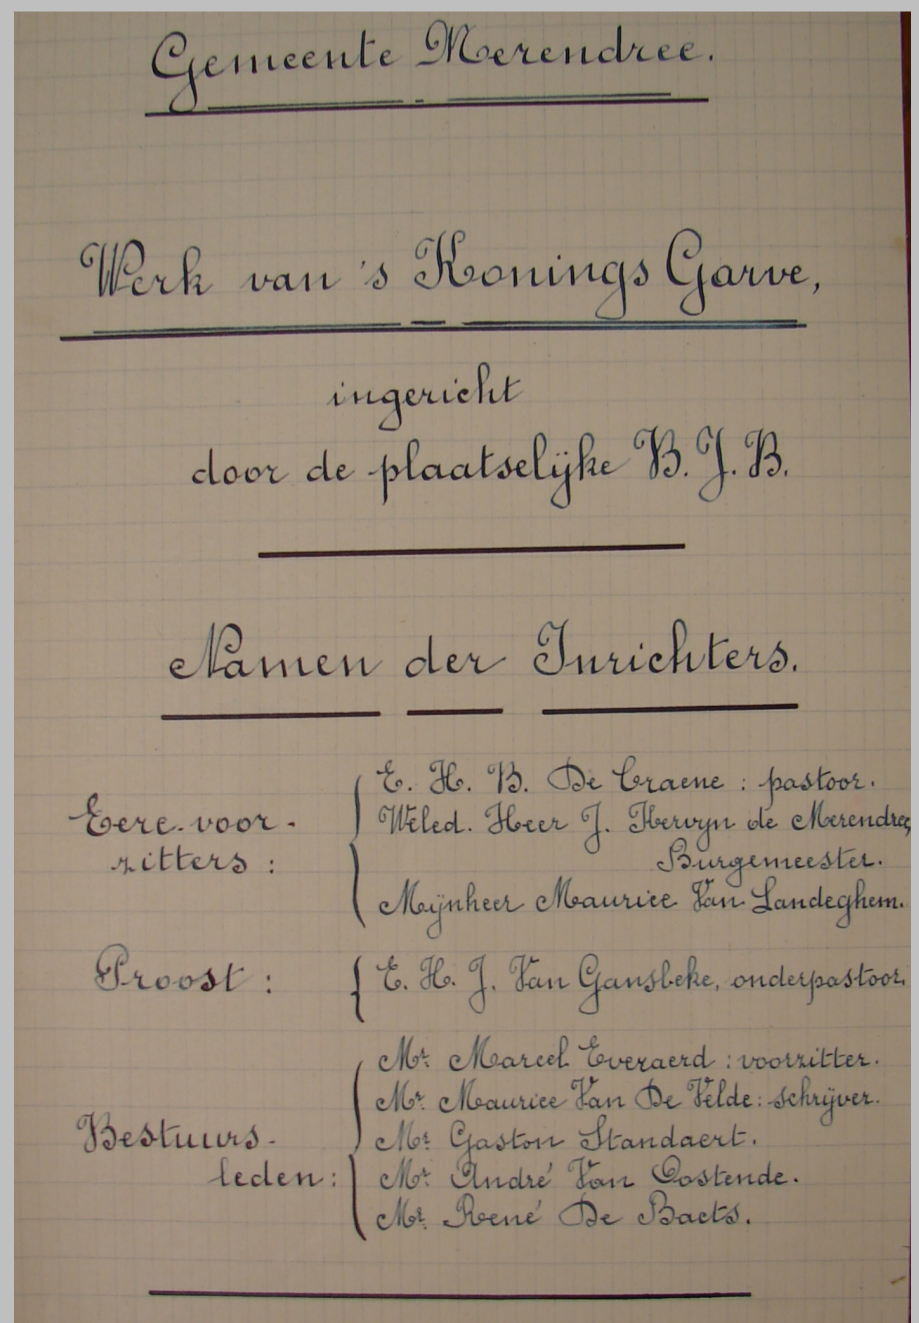 Gemeente Merendree.
Werk van 's Konings Garve,
ingericht
door de plaatselijke B. J. B.
Namen der Inrichters.
Eere-voor-
zitters :
E. H. B. De Craene : pastoor.
Weled. Heer J. Hervyn de Merendree,
Burgemeester.
Mijnheer Maurice Van Landeghem.
Proost :
E. H. J. Van Gansbeke, onderpastoor.
Bestuurs-
leden :
Mr. Marcel Everaerd : voorzitter.
Mr. Maurice Van De Velde : schrijver.
Mr. Gaston Standaert.
Mr. André Van Oostende.
Mr. René De Baets.